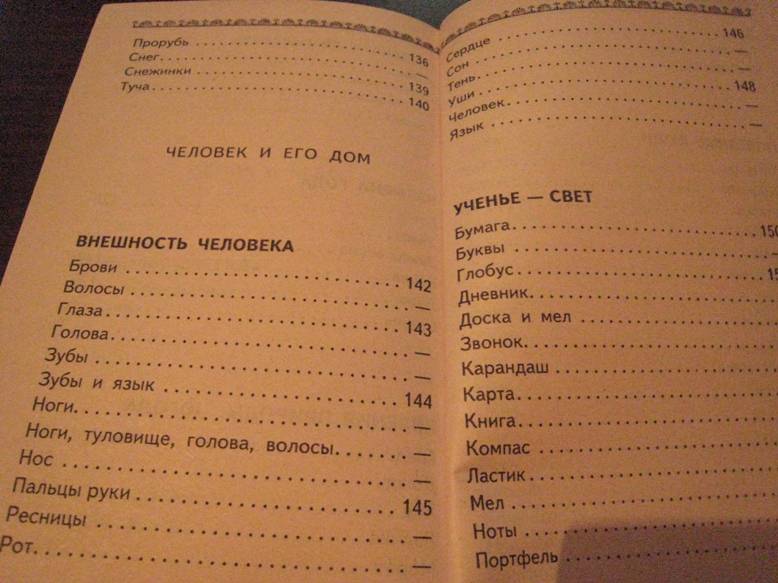 Прорубь . . . . . . . . . . . . . . . . . . . . 136
Снег. . . . . . . . . . . . . . . . . . . . —
Снежинки . . . . . . . . . . . . . . . . . . . . 139
Туча . . . . . . . . . . . . . . . . . . . . 140
ЧЕЛОВЕК И ЕГО ДОМ
ВНЕШНОСТЬ ЧЕЛОВЕКА
Брови . . . . . . . . . . . . . . . . . . . . 142
Волосы . . . . . . . . . . . . . . . . . . . . —
Глаза. . . . . . . . . . . . . . . . . . . . 143
Голова. . . . . . . . . . . . . . . . . . . . —
Зубы . . . . . . . . . . . . . . . . . . . . —
Зубы и язык . . . . . . . . . . . . . . . . . . . . 144
Ноги. . . . . . . . . . . . . . . . . . . . —
Ноги, туловище, голова, волосы. . . . . . . —
Нос . . . . . . . . . . . . . . . . . . . . —
Пальцы руки . . . . . . . . . . . . . . . . . . . . 145
Ресницы . . . . . . . . . . . . . . . . . . . . —
Рот. . . . . . . . . . . . . . . . . . . . —
Сердце . . . . . . . . . . . . . . . . . . . . 146
Сон . . . . . . . . . . . . . . . . . . . . —
Тень. . . . . . . . . . . . . . . . . . . . —
Уши . . . . . . . . . . . . . . . . . . . . 148
Человек. . . . . . . . . . . . . . . . . . . . —
Язык . . . . . . . . . . . . . . . . . . . . —
УЧЕНЬЕ — СВЕТ
Бумага. . . . . . . . . . . . . . . . . . . . 150
Буквы . . . . . . . . . . . . . . . . . . . . —
Глобус . . . . . . . . . . . . . . . . . . . .
Дневник. . . . . . . . . . . . . . . . . . . .
Доска и мел . . . . . . . . . . . . . . . . . . . .
Звонок. . . . . . . . . . . . . . . . . . . .
Карандаш . . . . . . . . . . . . . . . . . . . .
Карта. . . . . . . . . . . . . . . . . . . .
Книга. . . . . . . . . . . . . . . . . . . .
Компас . . . . . . . . . . . . . . . . . . . .
Ластик . . . . . . . . . . . . . . . . . . . .
Мел . . . . . . . . . . . . . . . . . . . .
Ноты . . . . . . . . . . . . . . . . . . . .
Портфель . . . . . . . . . . . . . . . . . . . .